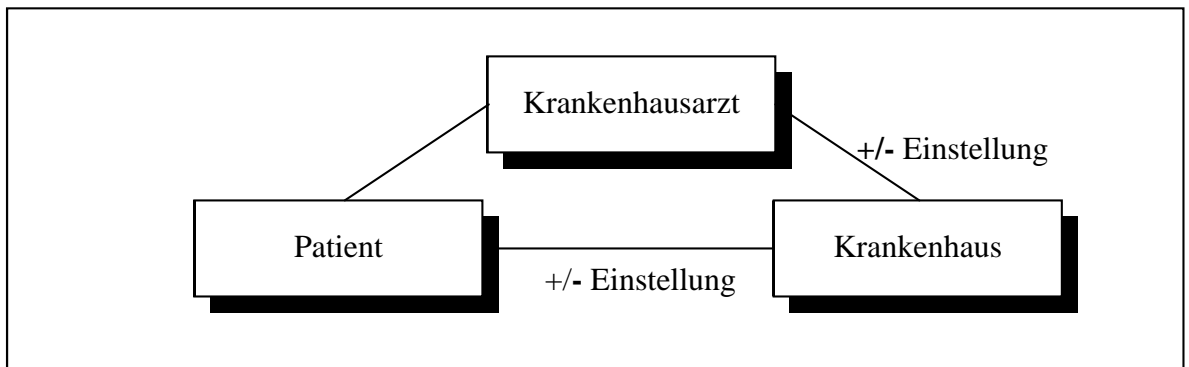 Krankenhausarzt
+/- Einstellung
Patient
Krankenhaus
+/- Einstellung